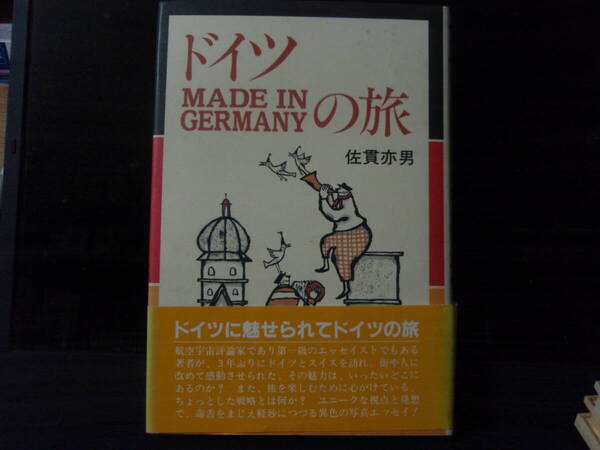 ドイツ
MADE IN
GERMANY
の旅
佐貫亦男
ドイツに魅せられてドイツの旅
航空宇宙評論家であり第一級のエッセイストでもある
著者が、3年ぶりにドイツとスイスを訪れ、街や人に
改めて感動させられた。その魅力は、いったいどこに
あるのか？ また、旅を楽しむために心がけている、
ちょっとした戦略とは何か？ ユニークな視点と発想
で、毒舌をまじえ軽妙につづる異色の写真エッセイ！